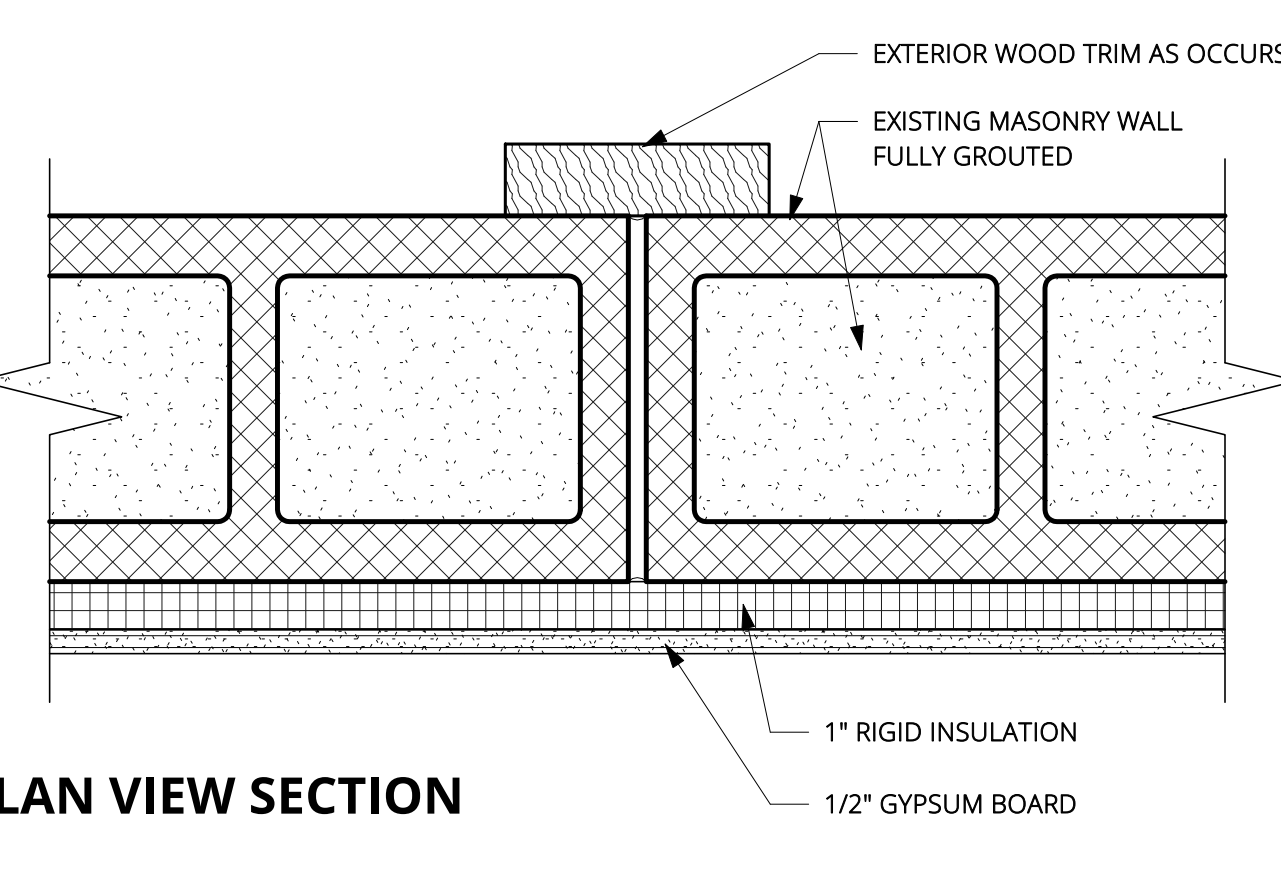 EXTERIOR WOOD TRIM AS OCCURS
EXISTING MASONRY WALL
FULLY GROUTED
1" RIGID INSULATION
1/2" GYPSUM BOARD
LAN VIEW SECTION